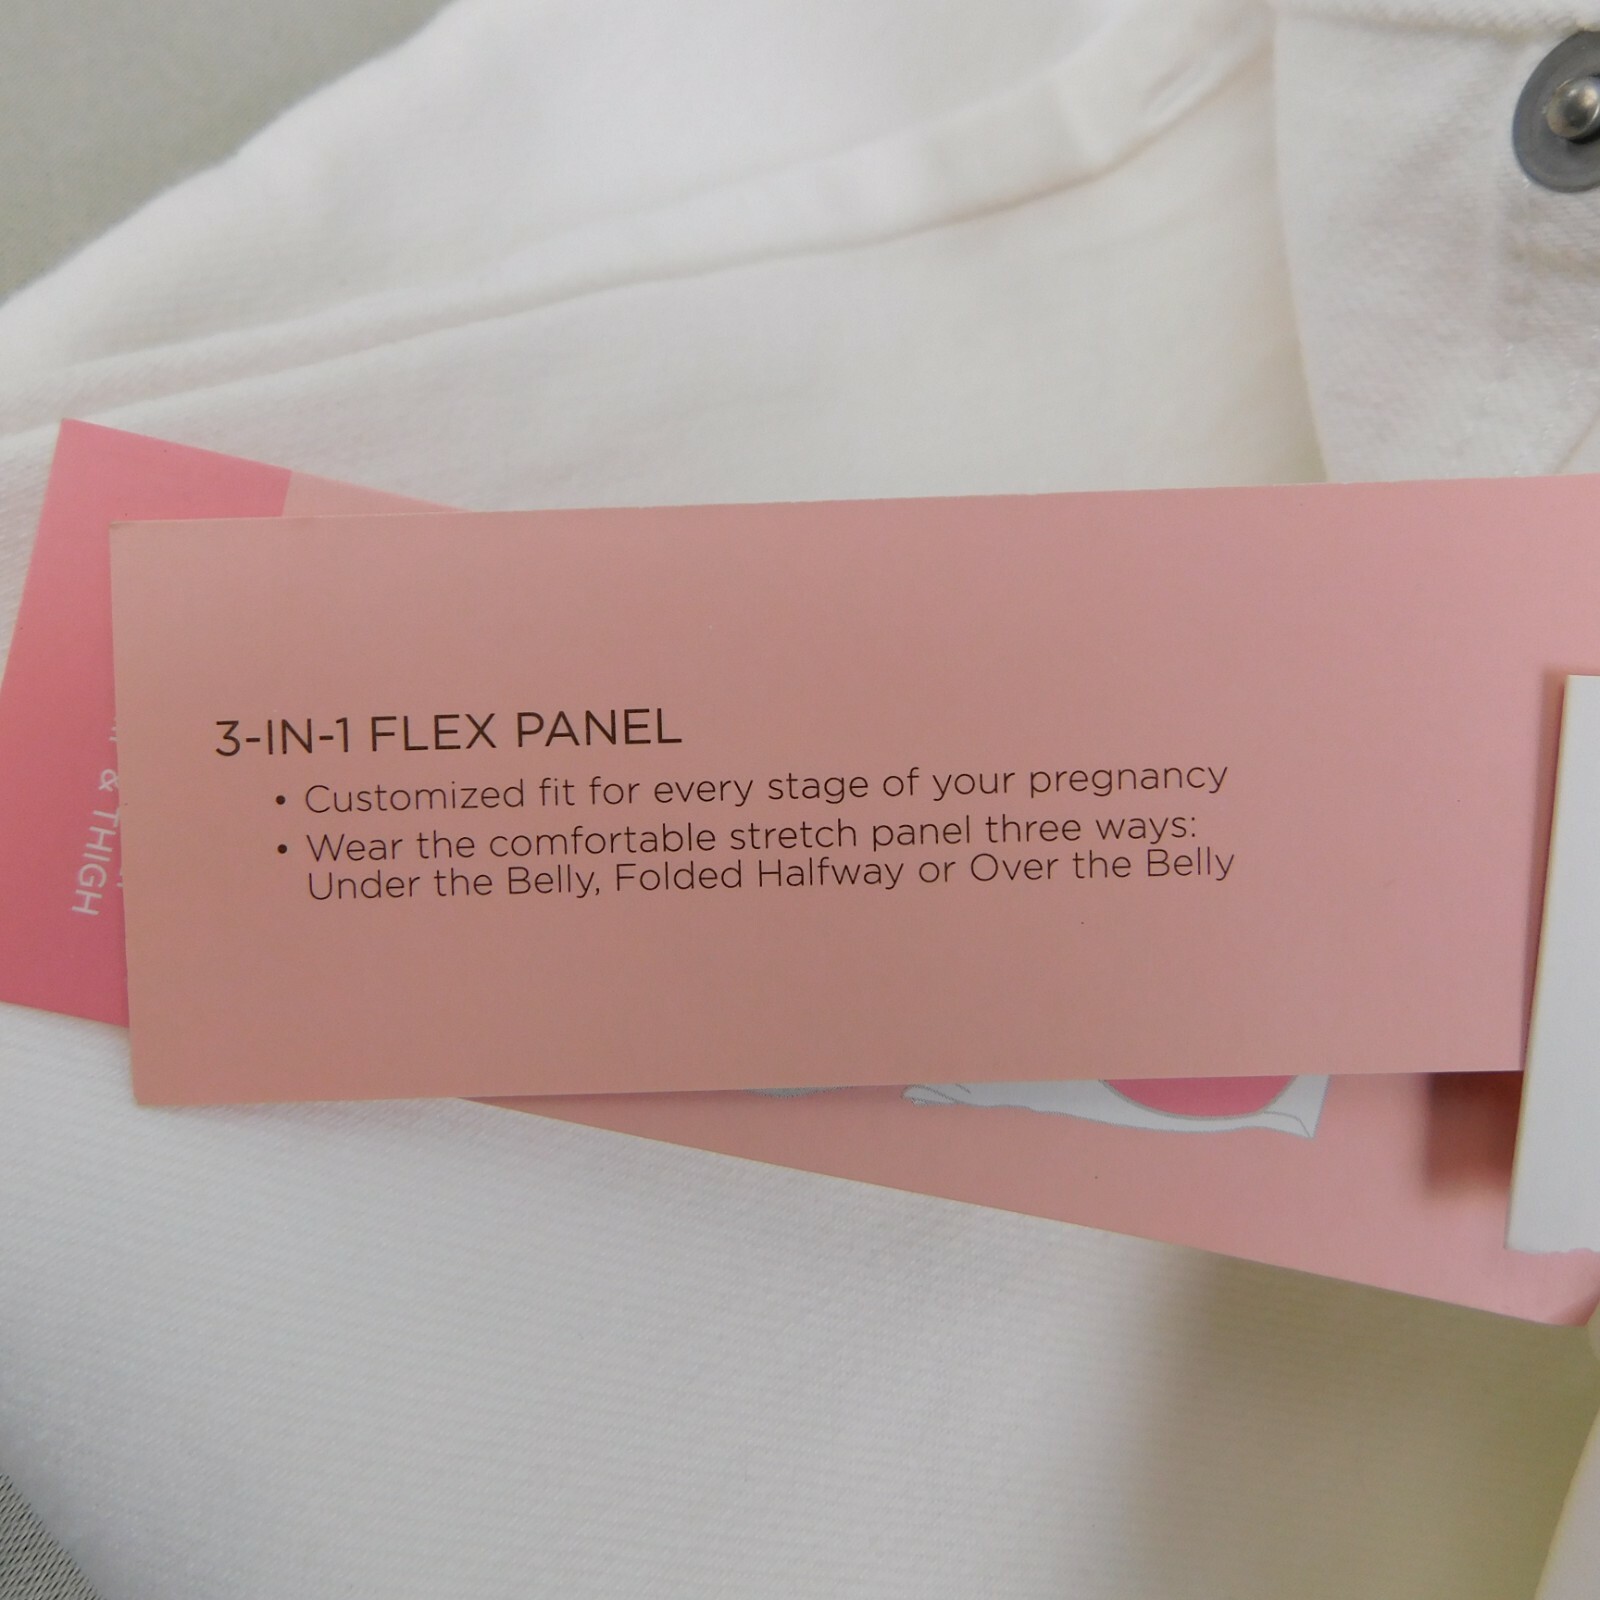 3-IN-1 FLEX PANEL
• Customized fit for every stage of your pregnancy
• Wear the comfortable stretch panel three ways:
Under the Belly, Folded Halfway or Over the Belly
& THIGH